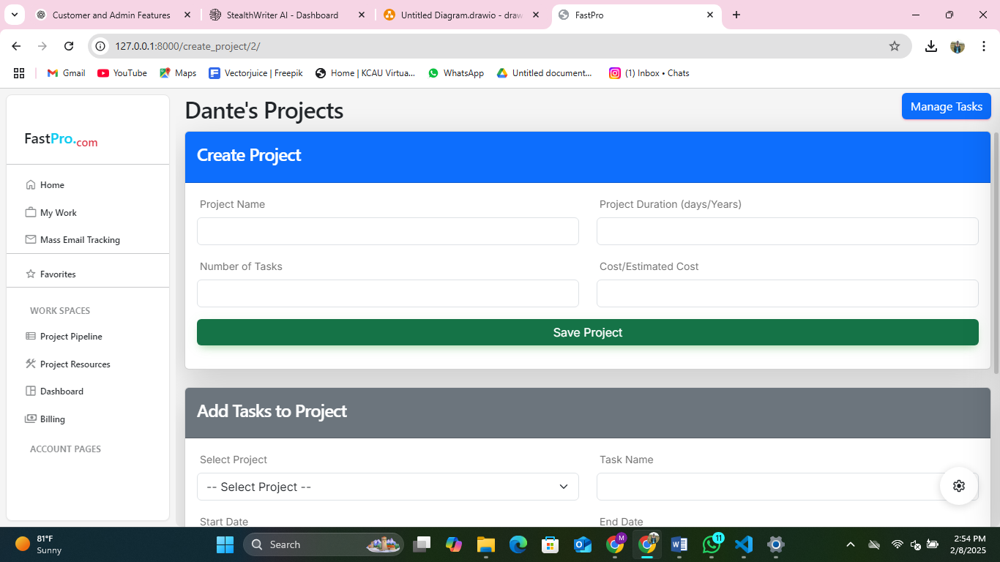 Customer and Admin Features
StealthWriter AI - Dashboard
Untitled Diagram.drawio - draw
FastPro
127.0.0.1:8000/create_project/2/
Gmail
YouTube
Maps
Vectorjuice | Freepik
Home | KCAU Virtua...
WhatsApp
Untitled document...
(1) Inbox • Chats
FastPro.com
Home
My Work
Mass Email Tracking
Favorites
WORK SPACES
Project Pipeline
Project Resources
Dashboard
Billing
ACCOUNT PAGES
Dante's Projects
Manage Tasks
Create Project
Project Name
Project Duration (days/Years)
Number of Tasks
Cost/Estimated Cost
Save Project
Add Tasks to Project
Select Project
Task Name
-- Select Project --
Start Date
End Date
81°F
Sunny
Search
M
11
2:54 PM
2/8/2025